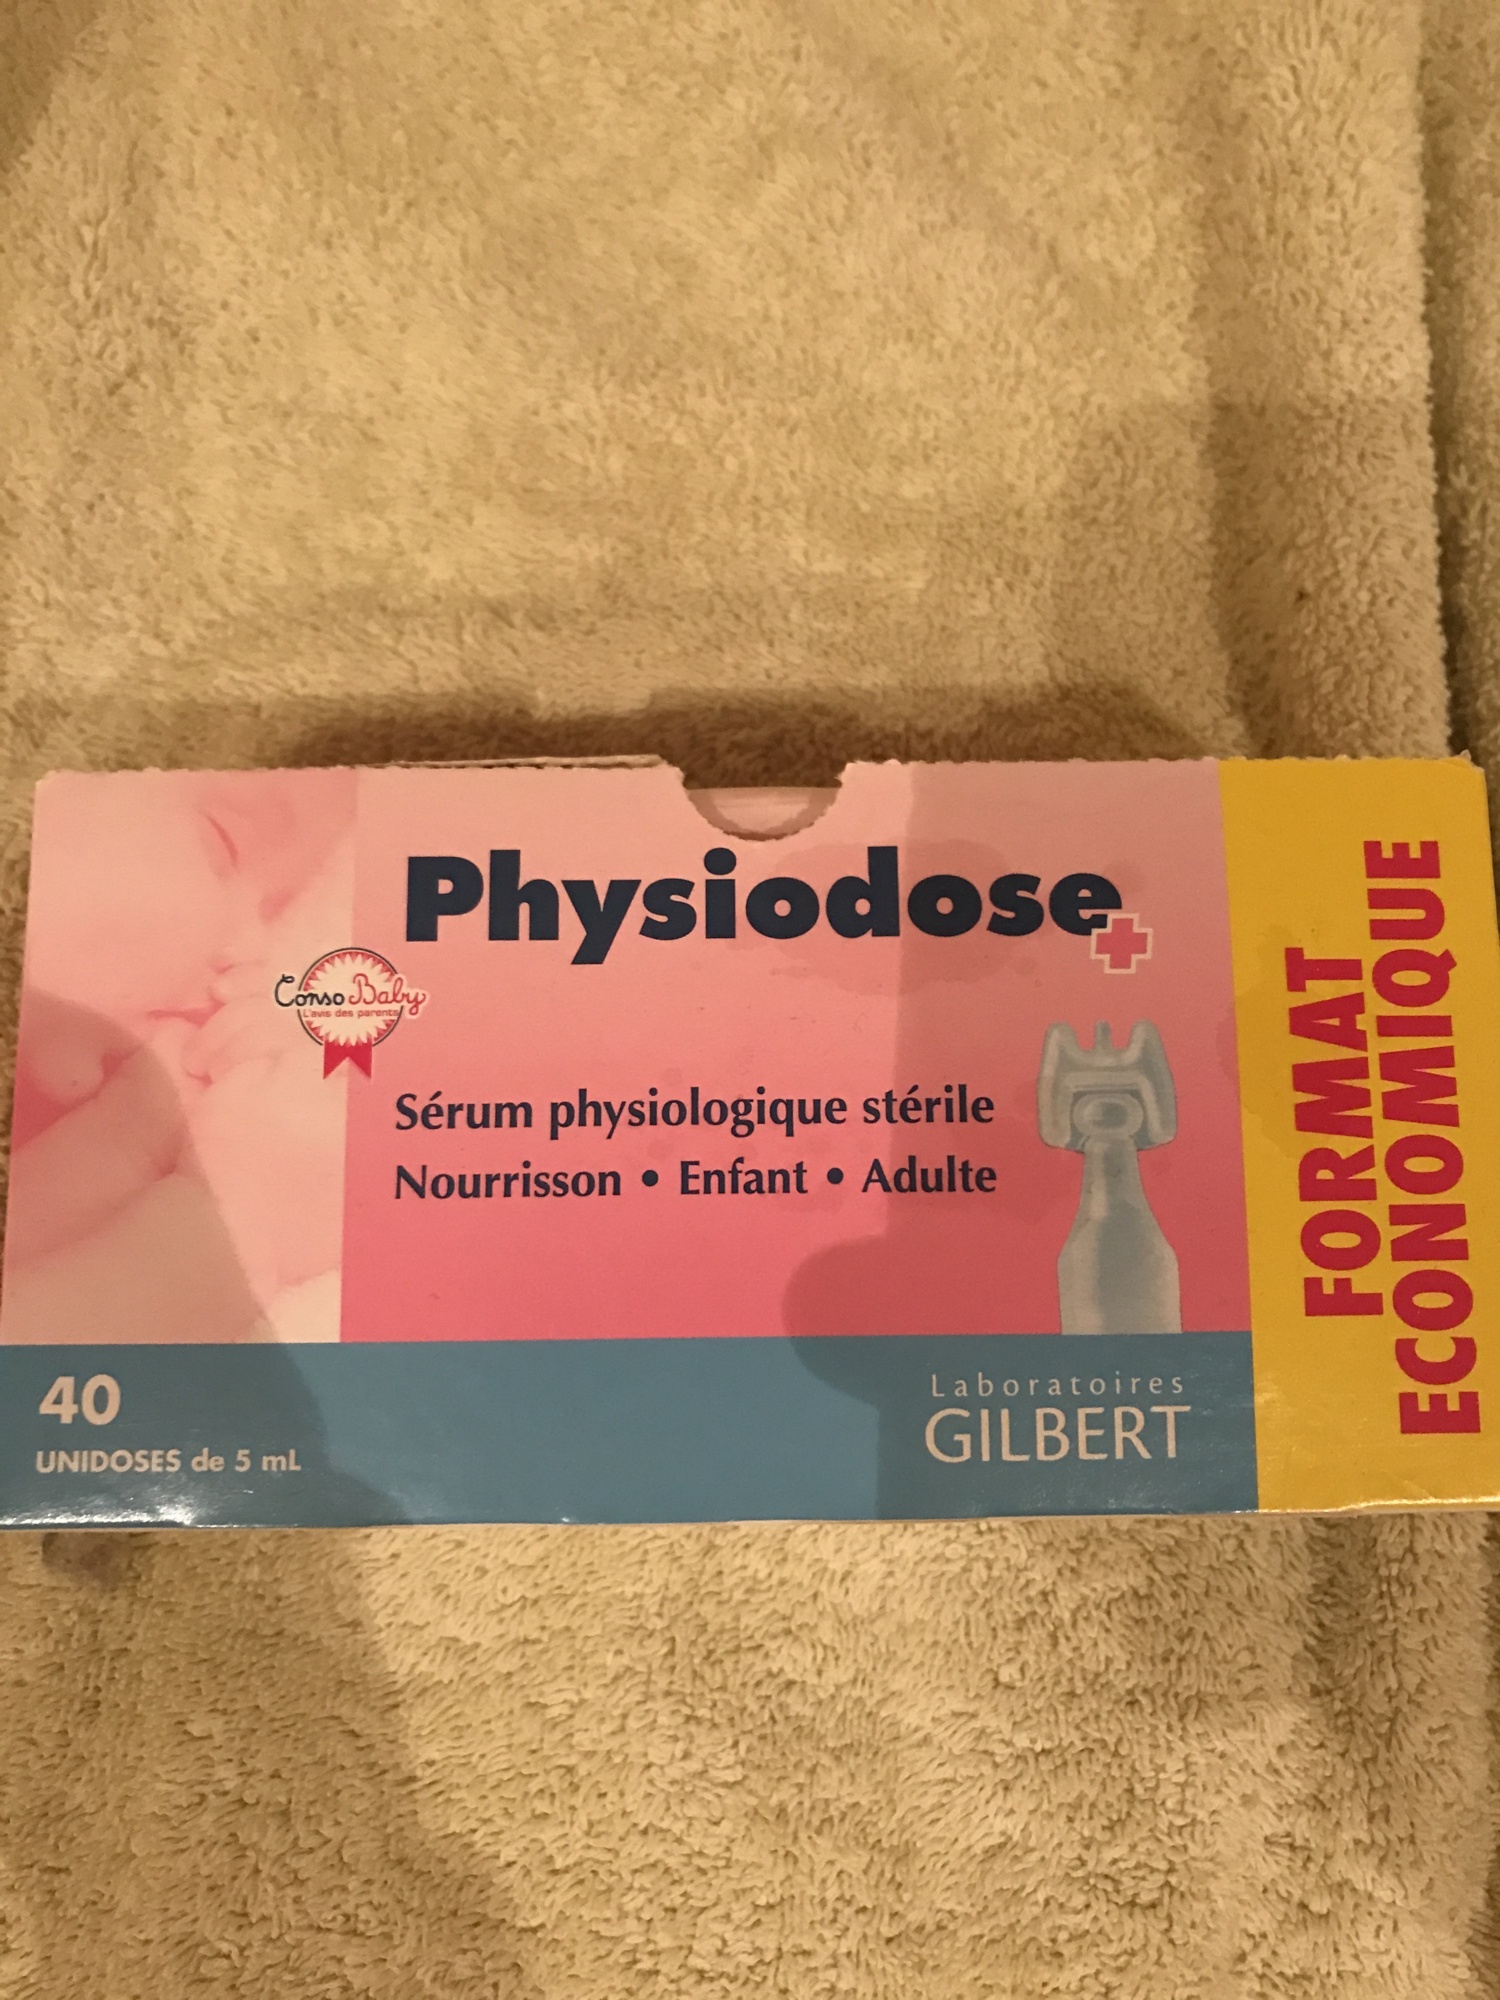 Physiodose
Conso Baby
L'avis des parents
Sérum physiologique stérile
Nourrisson • Enfant • Adulte
40
UNIDOSES de 5 mL
Laboratoires
GILBERT
FORMAT
ECONOMIQUE